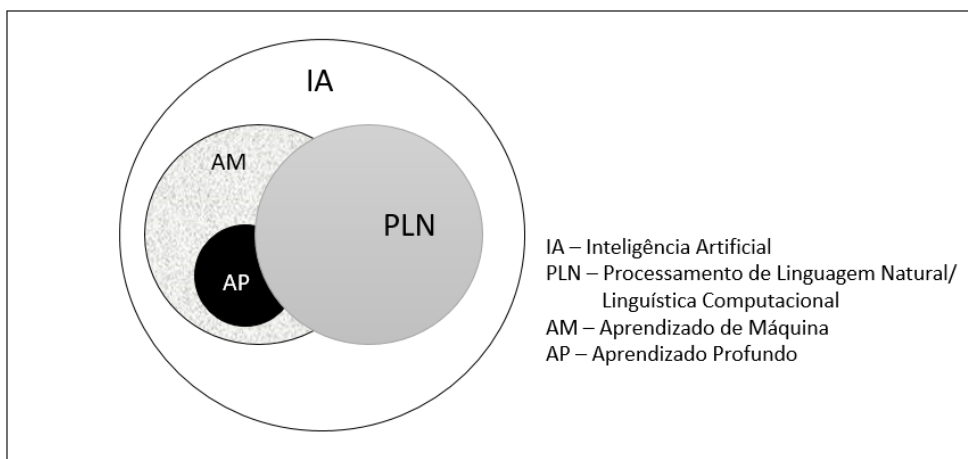 IA
AM
PLN
AP
IA – Inteligência Artificial
PLN – Processamento de Linguagem Natural/
Linguística Computacional
AM – Aprendizado de Máquina
AP – Aprendizado Profundo